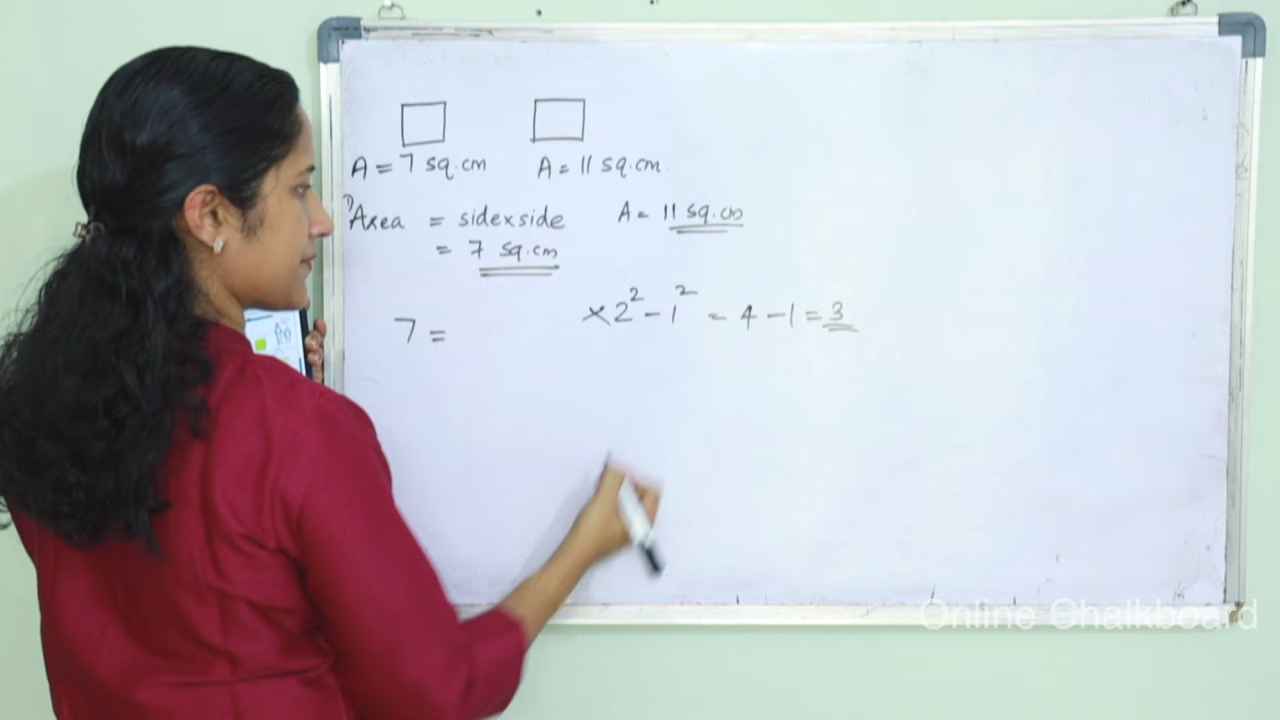 A = 7 sq.cm A = 11 sq.cm.
Area = side×side A = 11 sq.cm
= 7 sq.cm
×2² - 1² = 4 - 1 = 3
7 =
Online Chalkboard